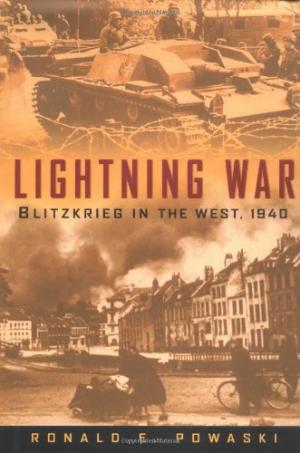 LIGHTNING WAR
BLITZKRIEG IN THE WEST, 1940
RONALD E. POWASKI